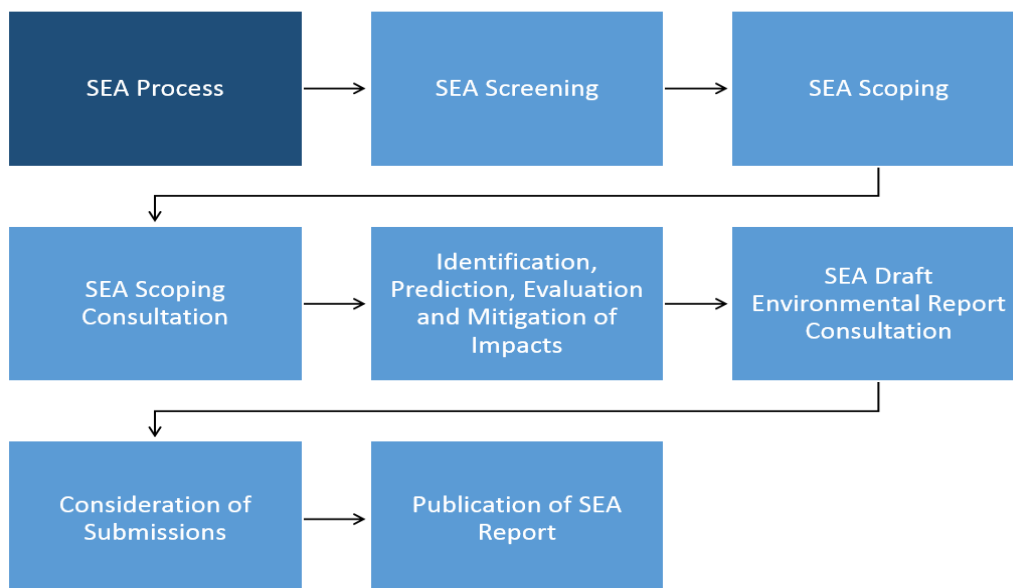 SEA Process
SEA Screening
SEA Scoping
SEA Scoping
Consultation
Identification,
Prediction, Evaluation
and Mitigation of
Impacts
SEA Draft
Environmental Report
Consultation
Consideration of
Submissions
Publication of SEA
Report